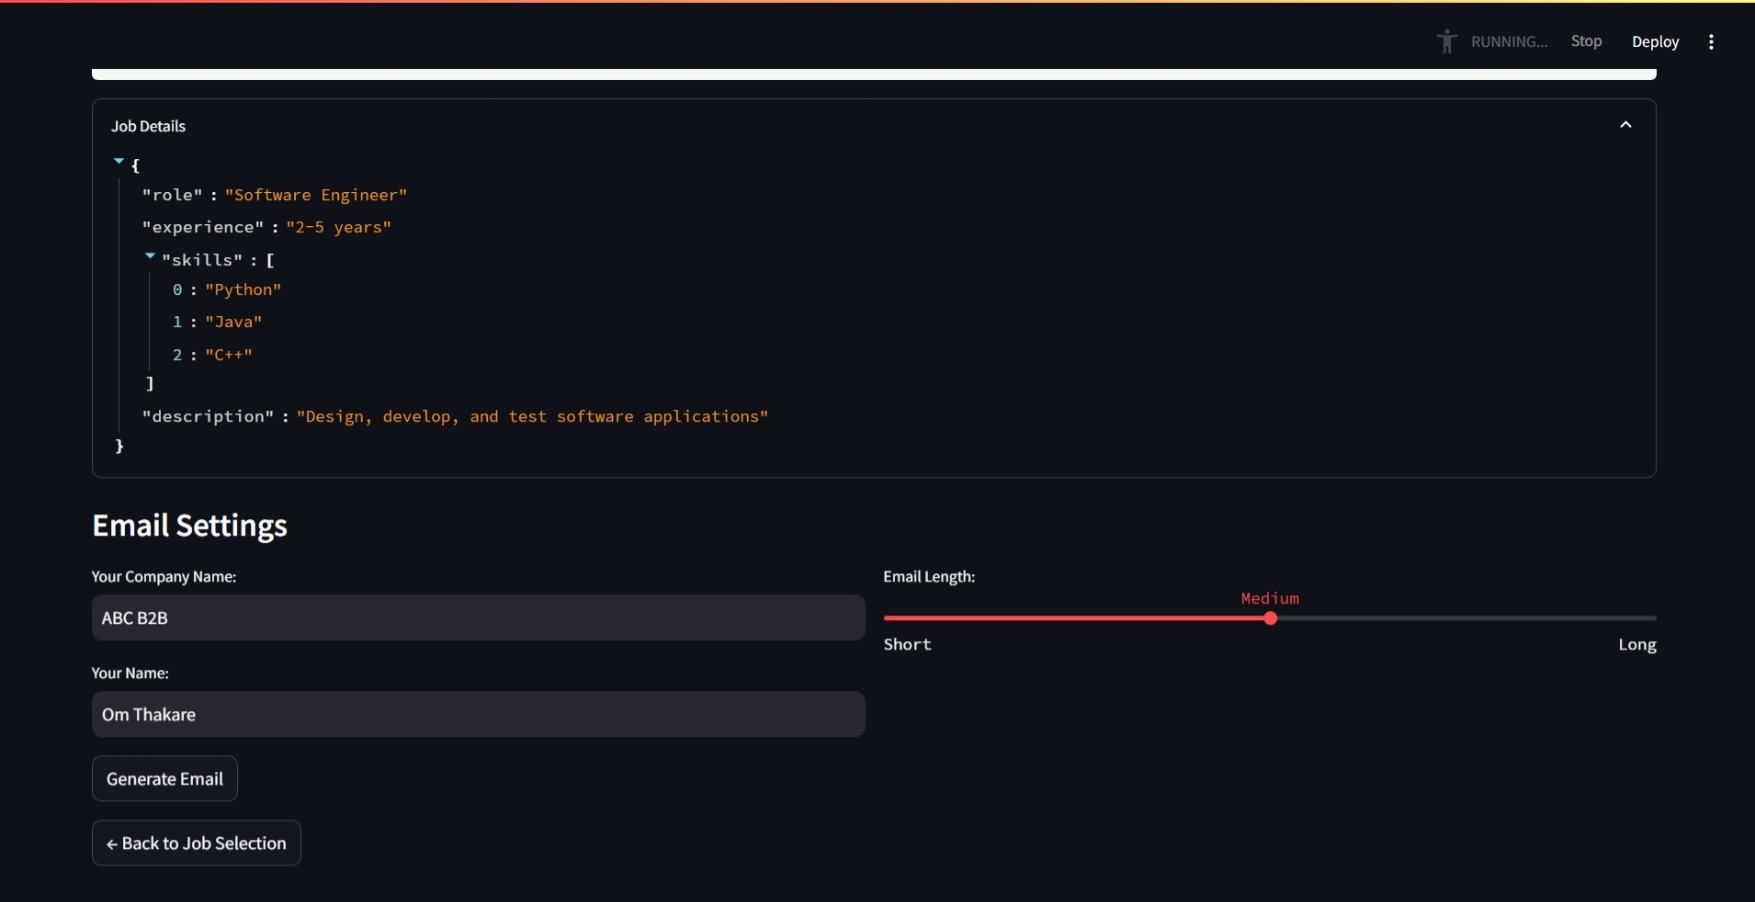 RUNNING... Stop Deploy
Job Details
{
"role" : "Software Engineer"
"experience" : "2-5 years"
"skills" : [
0 : "Python"
1 : "Java"
2 : "C++"
]
"description" : "Design, develop, and test software applications"
}
Email Settings
Your Company Name:
ABC B2B
Your Name:
Om Thakare
Email Length:
Medium
Short Long
Generate Email
← Back to Job Selection